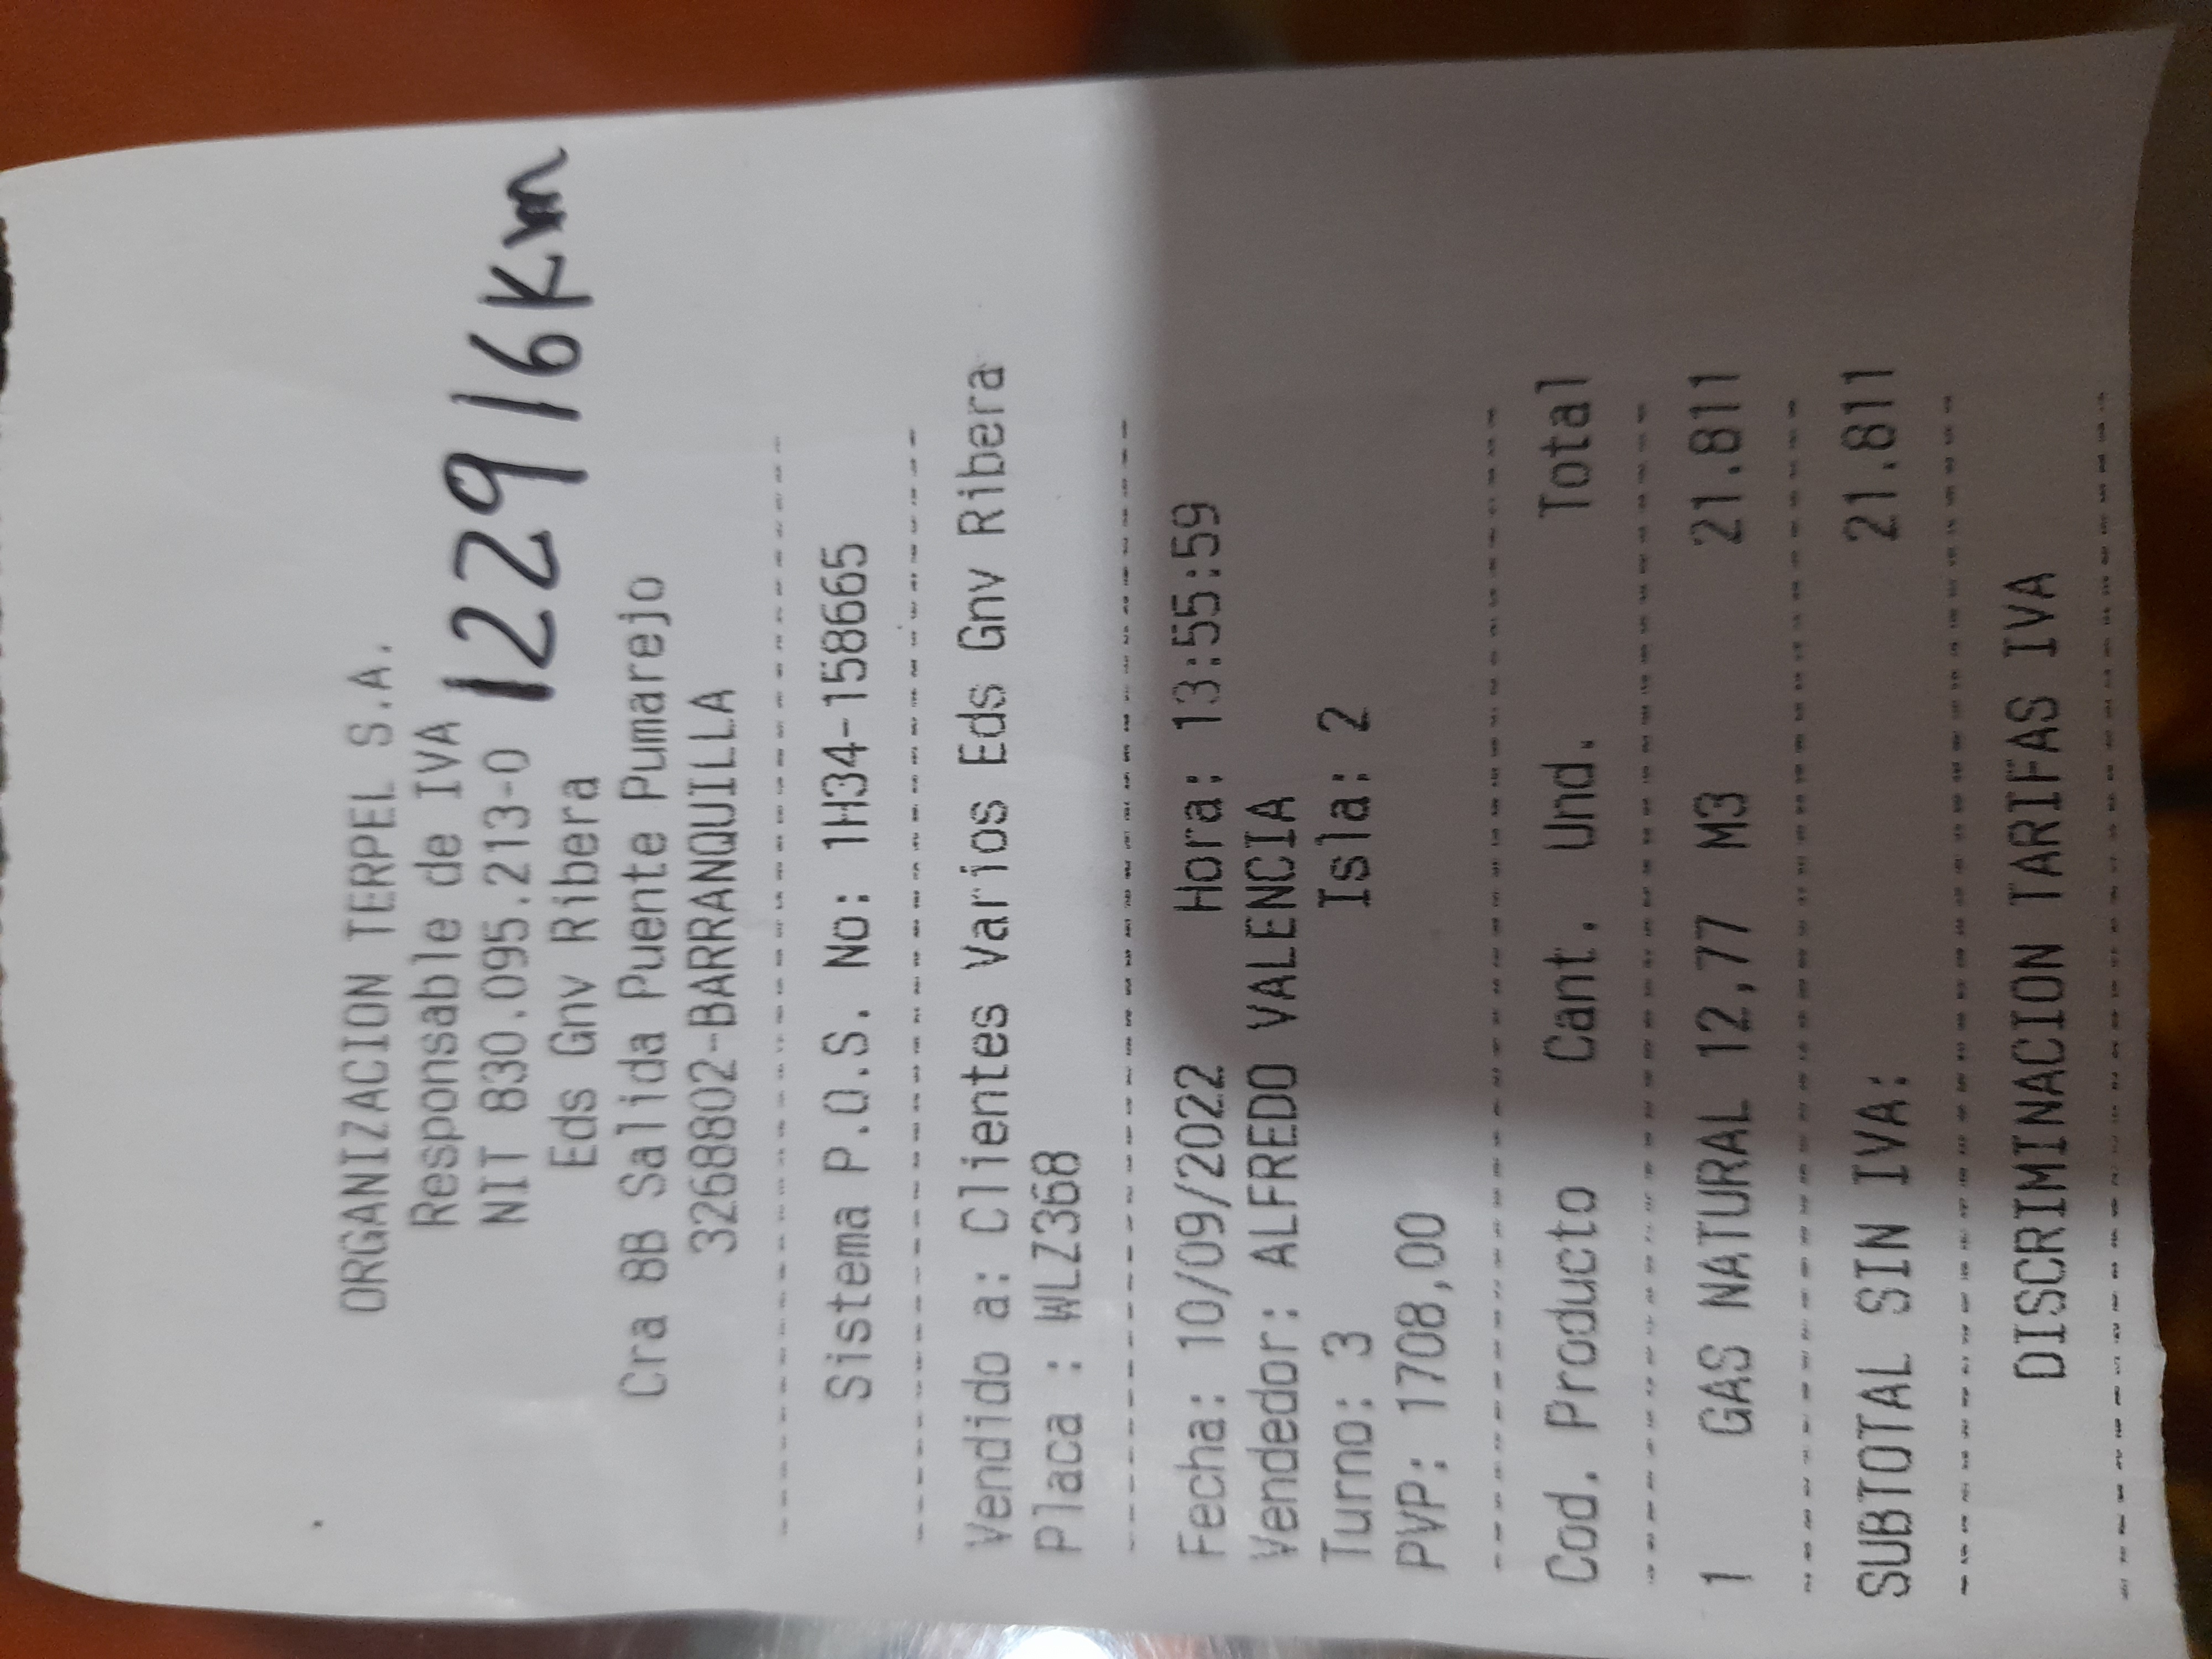 ORGANIZACION TERPEL S.A.
Responsable de IVA
NIT 830.095.213-0
122916Km
Eds Gnv Ribera
Cra 8B Salida Puente Pumarejo
3268802-BARRANQUILLA
Sistema P.O.S. No: 1H34-158665
Vendido a: Clientes Varios Eds Gnv Ribera
Placa : WLZ368
Fecha: 10/09/2022 Hora: 13:55:59
Vendedor: ALFREDO VALENCIA
Turno: 3 Isla: 2
PVP: 1708,00
Cod. Producto Cant. Und. Total
1 GAS NATURAL 12,77 M3 21.811
SUBTOTAL SIN IVA: 21.811
DISCRIMINACION TARIFAS IVA